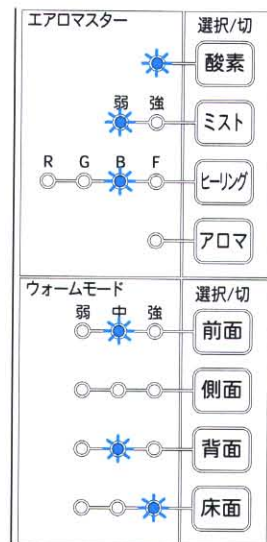 エアロマスター 選択/切
酸素
弱 強
ミスト
R G B F
ヒーリング
アロマ
ウォームモード 選択/切
弱 中 強
前面
側面
背面
床面